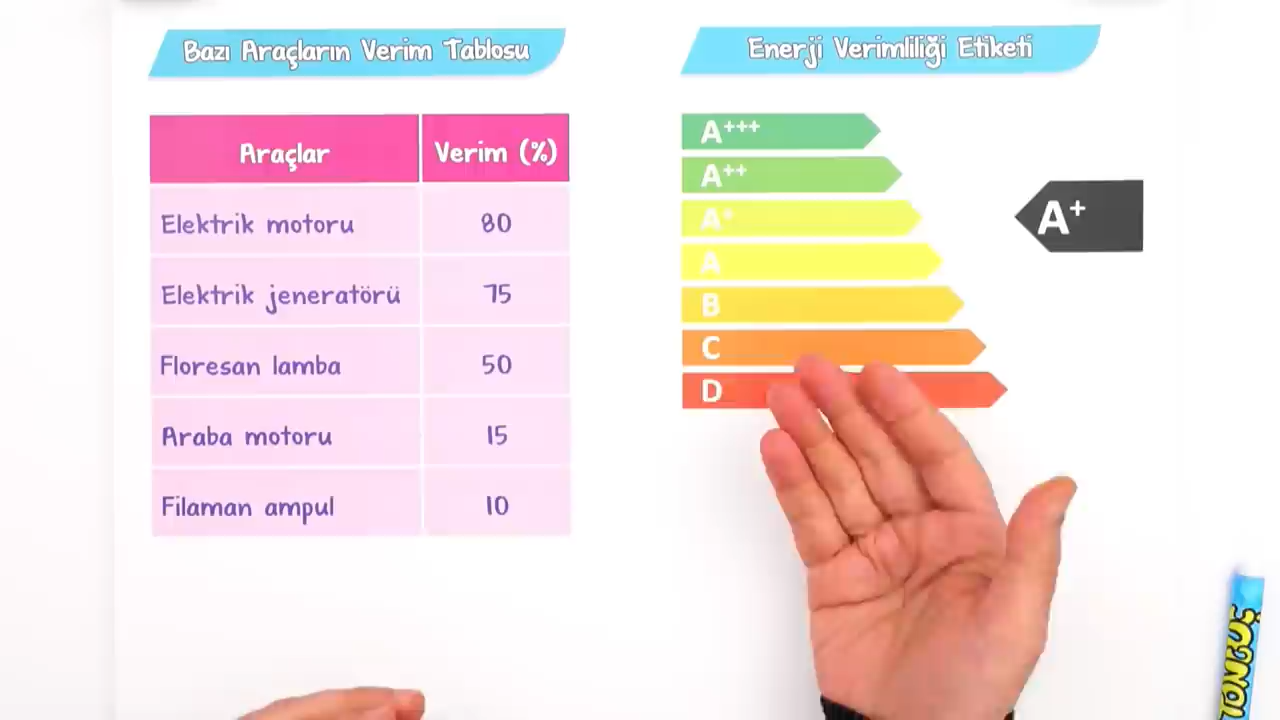 Bazı Araçların Verim Tablosu
Araçlar Verim (%)
Elektrik motoru 80
Elektrik jeneratörü 75
Floresan lamba 50
Araba motoru 15
Filaman ampul 10
Enerji Verimliliği Etiketi
A+++
A++
A+
A
B
C
D
A+
TONGUÇ